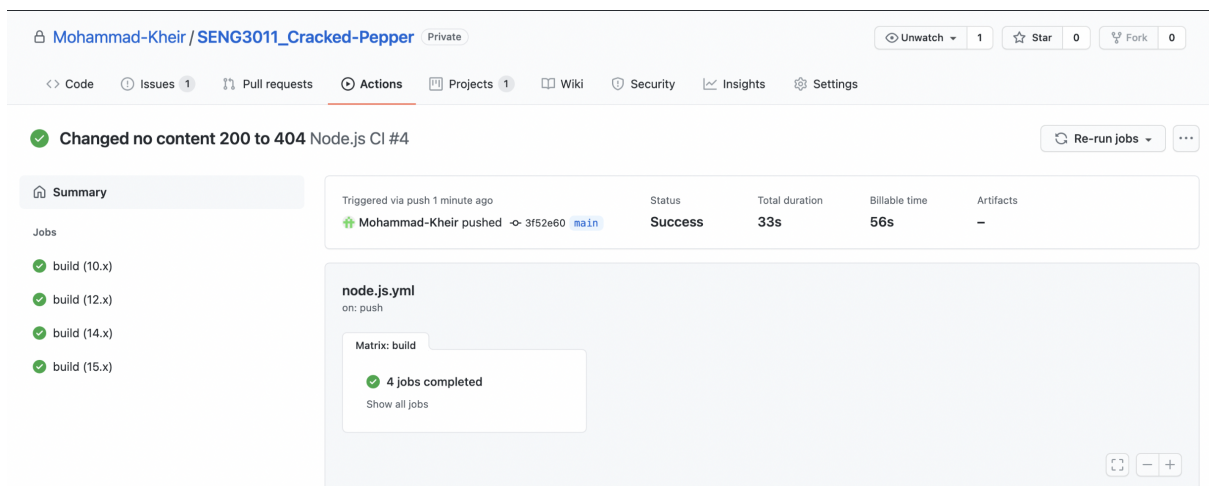 Mohammad-Kheir / SENG3011_Cracked-Pepper Private
Unwatch 1 Star 0 Fork 0
Code Issues 1 Pull requests Actions Projects 1 Wiki Security Insights Settings
Changed no content 200 to 404 Node.js CI #4
Re-run jobs
Summary
Jobs
build (10.x)
build (12.x)
build (14.x)
build (15.x)
Triggered via push 1 minute ago
Mohammad-Kheir pushed 3f52e60 main
Status
Success
Total duration
33s
Billable time
56s
Artifacts
–
node.js.yml
on: push
Matrix: build
4 jobs completed
Show all jobs